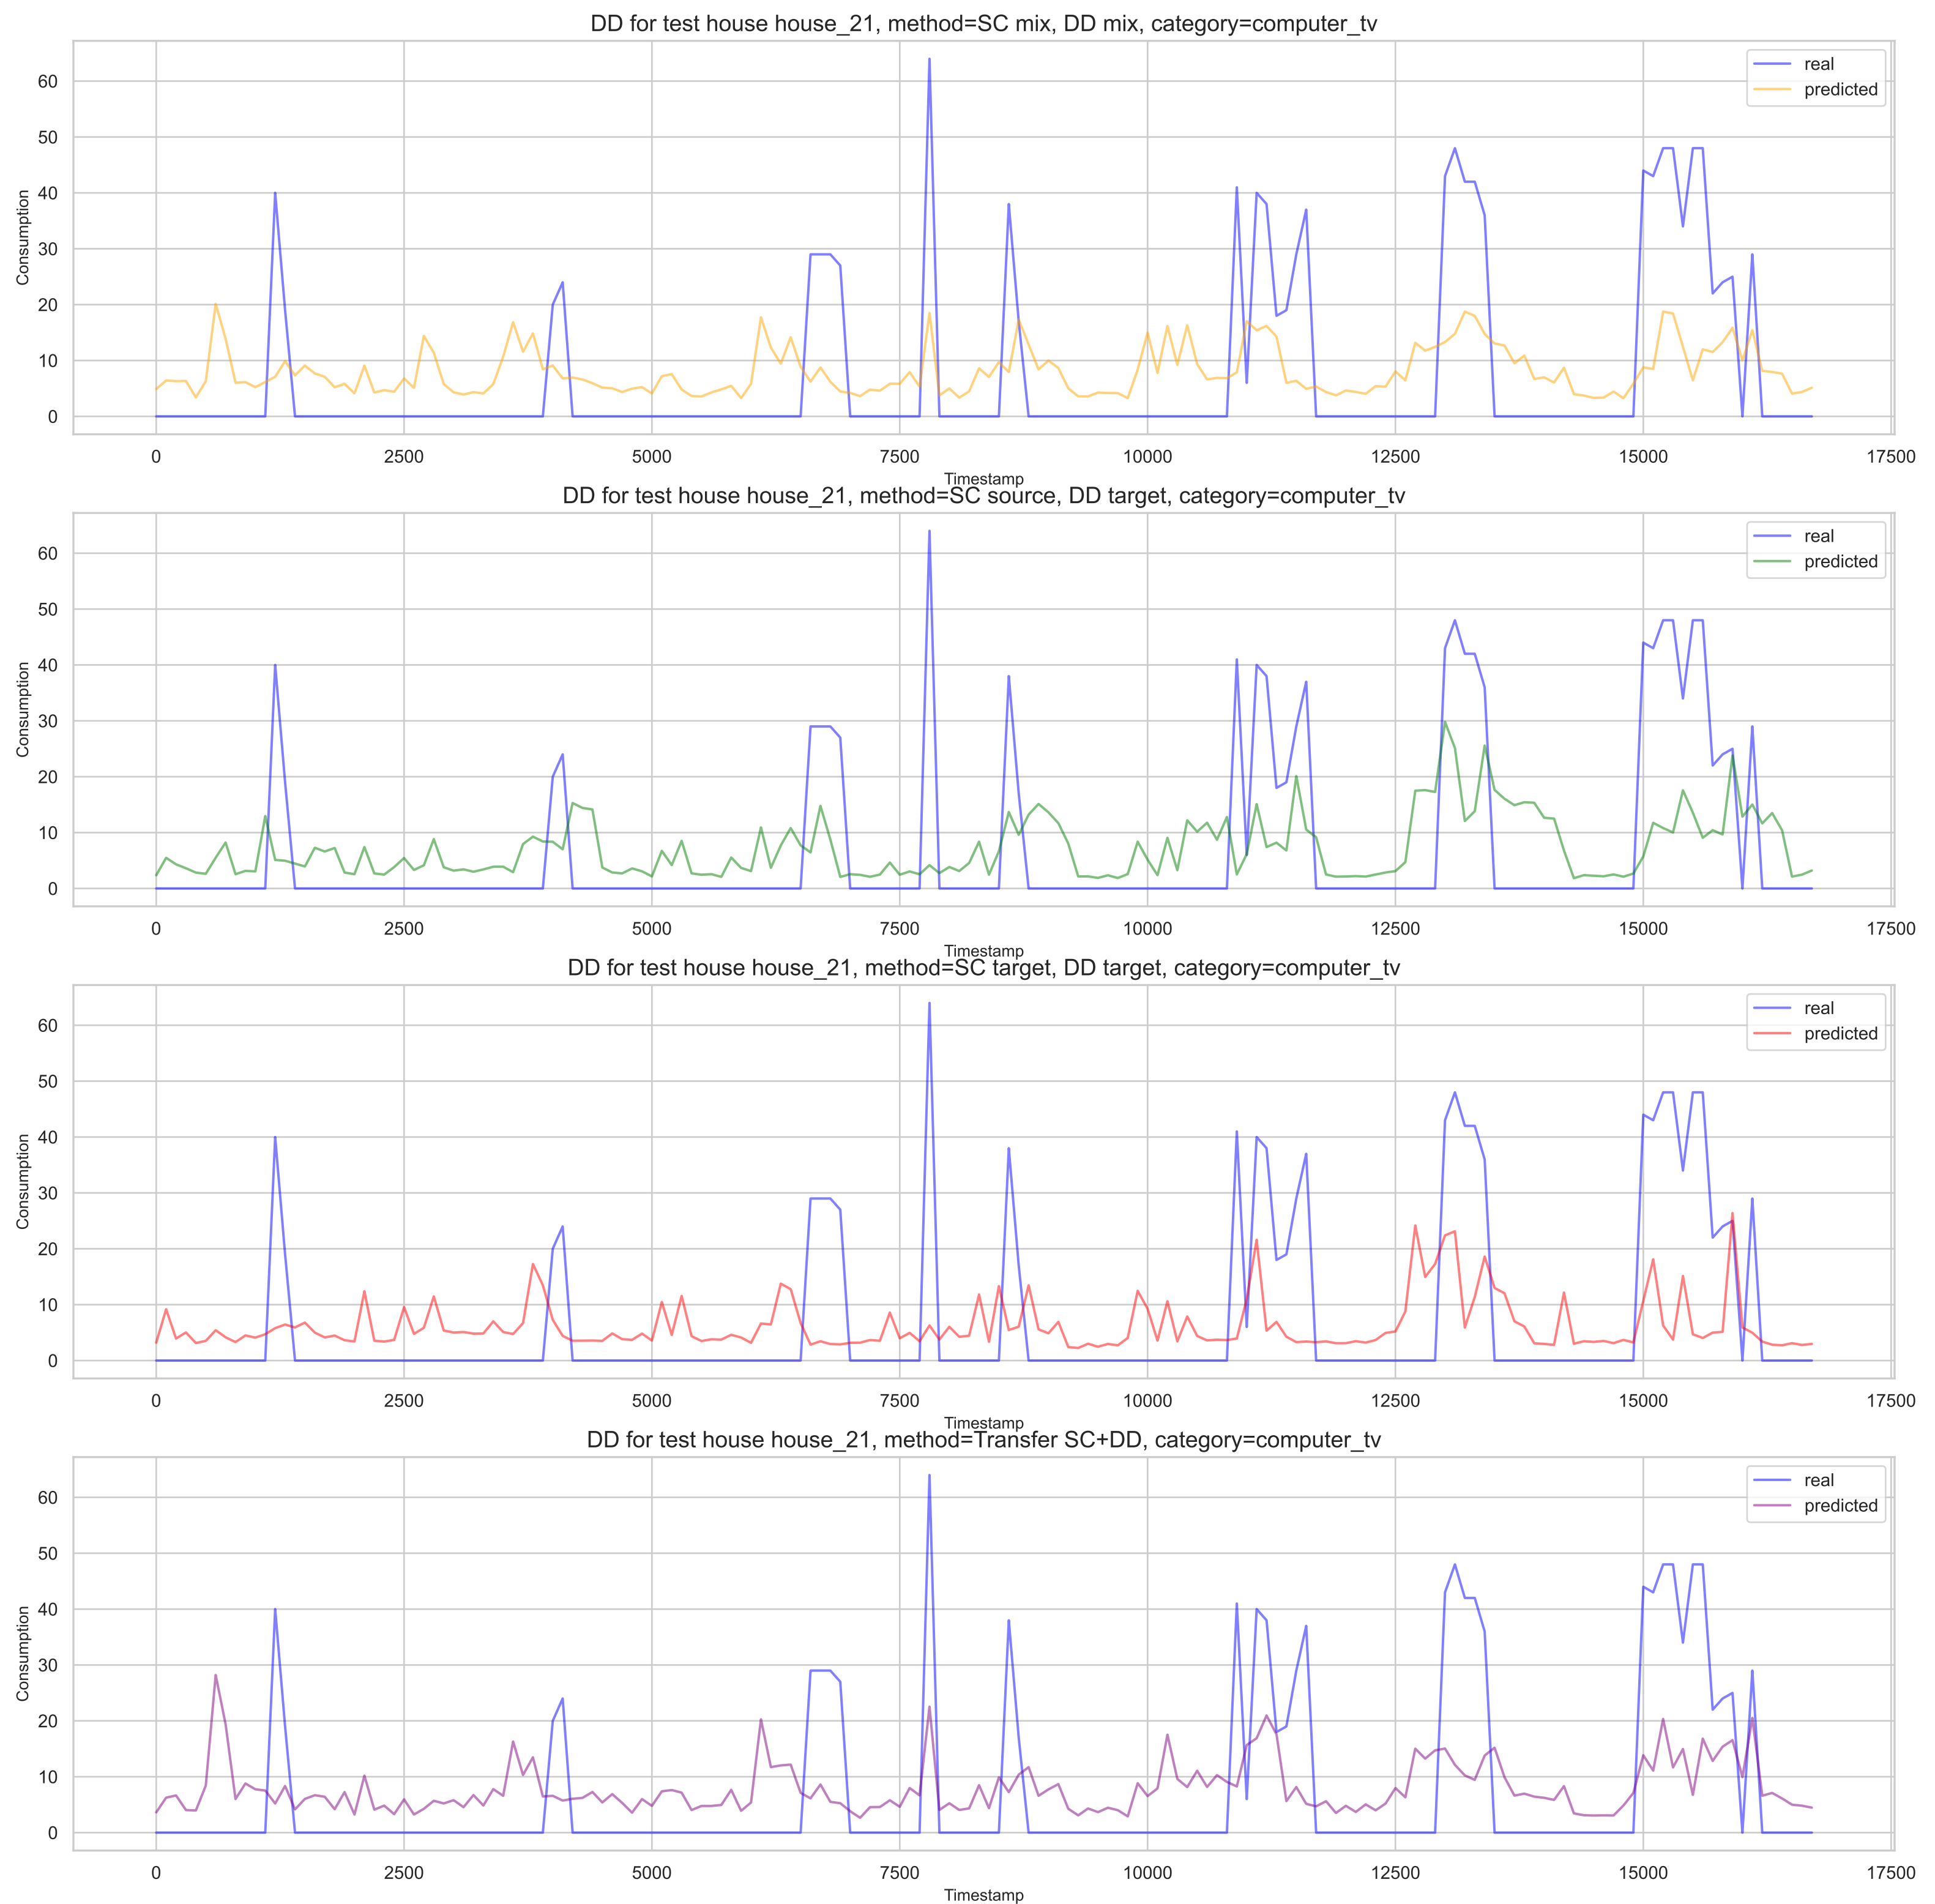 DD for test house house_21, method=SC mix, DD mix, category=computer_tv
real
predicted
Consumption
60
50
40
30
20
10
0
0 2500 5000 7500 10000 12500 15000 17500
Timestamp
DD for test house house_21, method=SC source, DD target, category=computer_tv
real
predicted
Consumption
60
50
40
30
20
10
0
0 2500 5000 7500 10000 12500 15000 17500
Timestamp
DD for test house house_21, method=SC target, DD target, category=computer_tv
real
predicted
Consumption
60
50
40
30
20
10
0
0 2500 5000 7500 10000 12500 15000 17500
Timestamp
DD for test house house_21, method=Transfer SC+DD, category=computer_tv
real
predicted
Consumption
60
50
40
30
20
10
0
0 2500 5000 7500 10000 12500 15000 17500
Timestamp